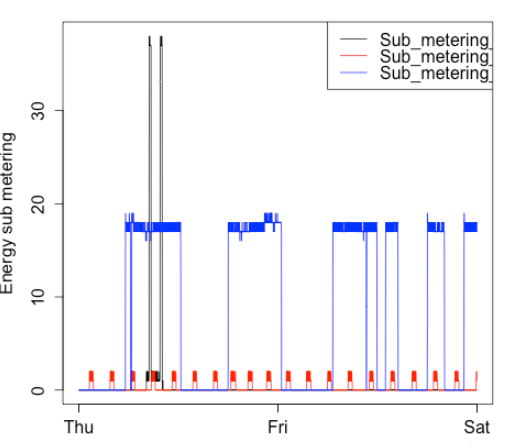 Sub_metering_
Sub_metering_
Sub_metering_
Energy sub metering
30
20
10
0
Thu Fri Sat